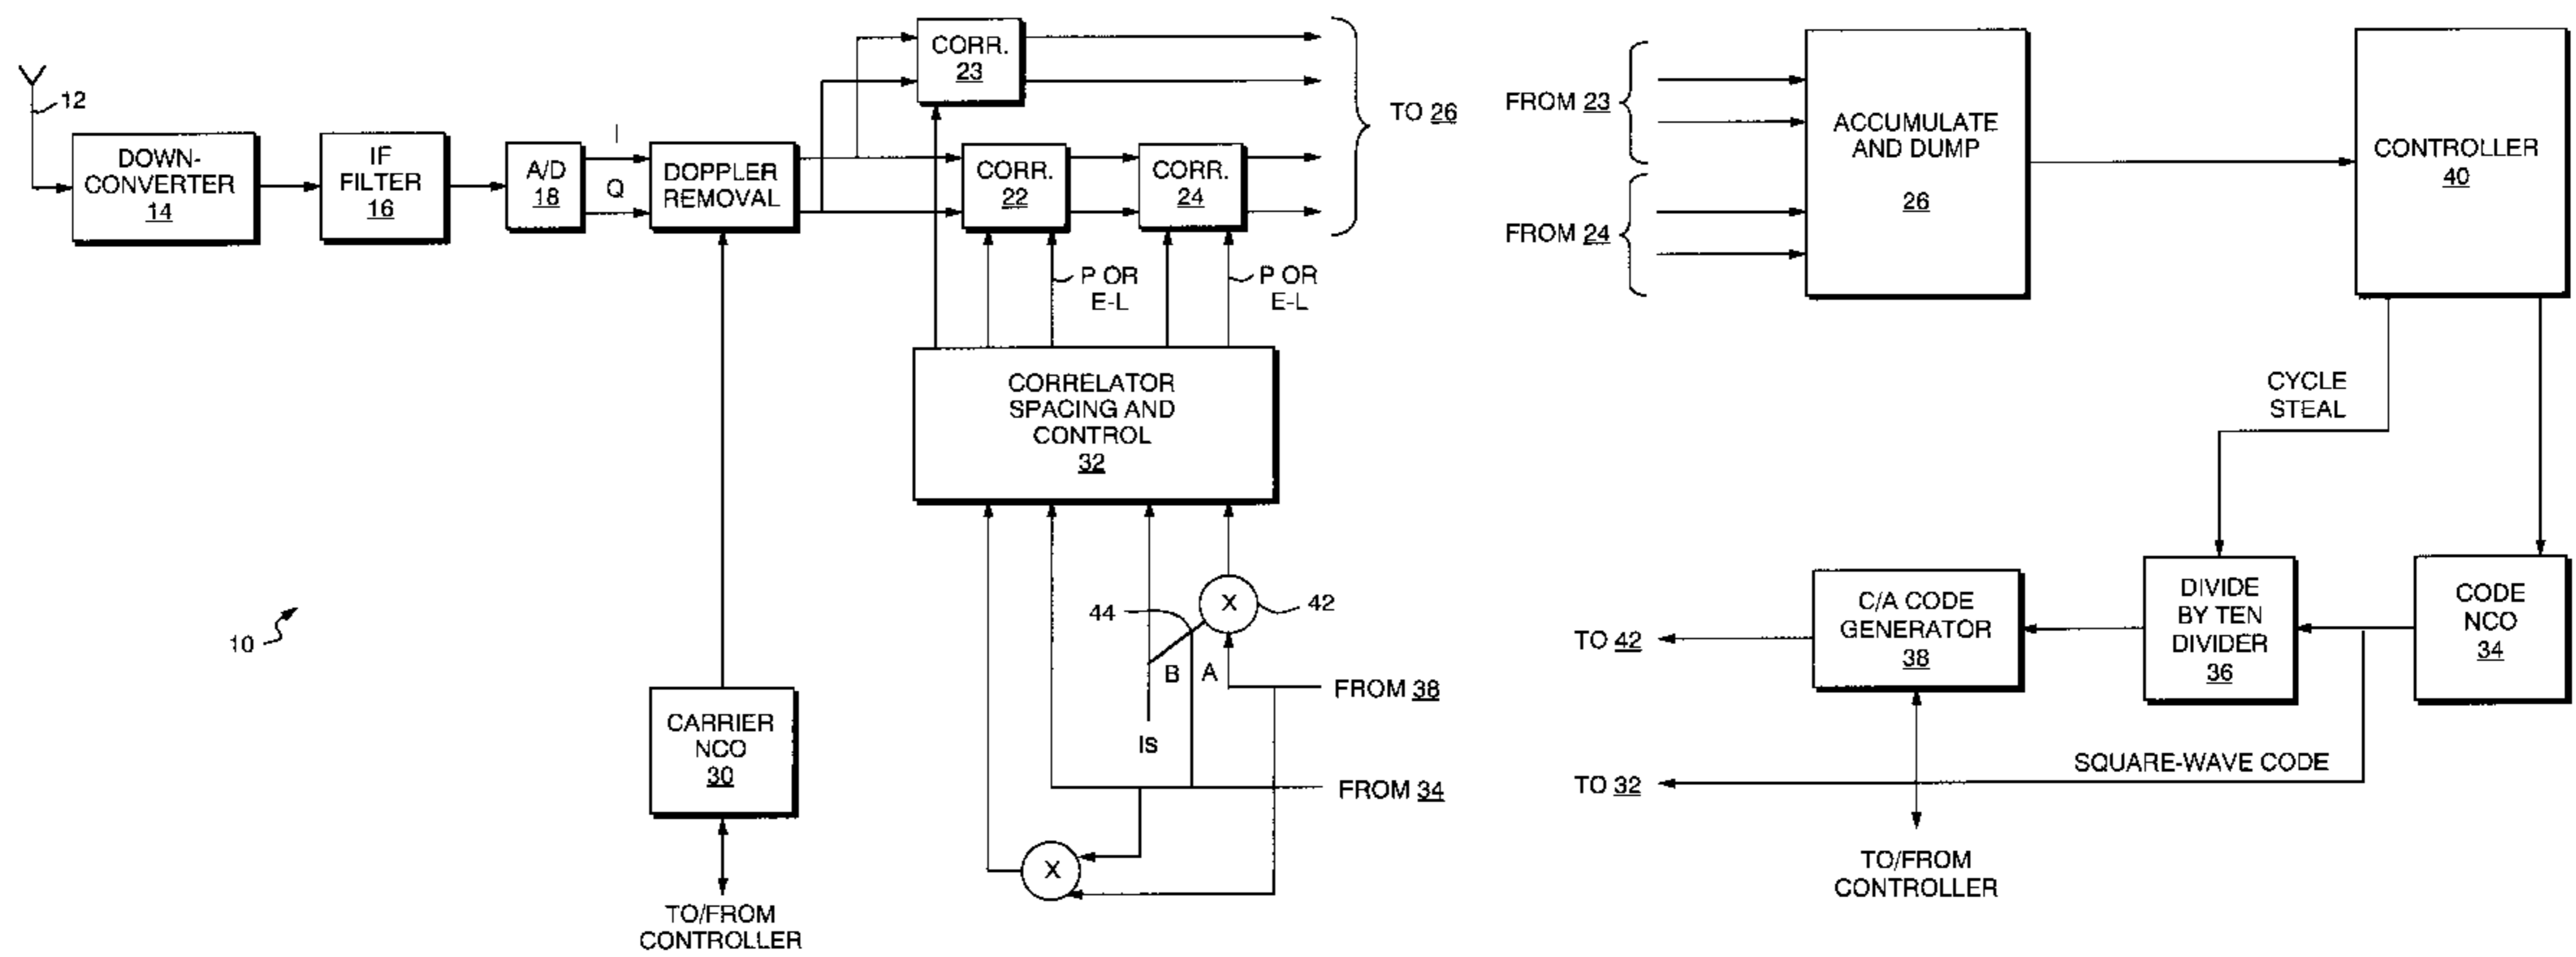 12
DOWN-
CONVERTER
14
IF
FILTER
16
A/D
18
I
Q
DOPPLER
REMOVAL
CORR.
23
CORR.
22
CORR.
24
TO 26
P OR
E-L
P OR
E-L
CORRELATOR
SPACING AND
CONTROL
32
44
X
42
B
A
IS
FROM 38
FROM 34
X
10
CARRIER
NCO
30
TO/FROM
CONTROLLER
FROM 23
FROM 24
ACCUMULATE
AND DUMP
26
CONTROLLER
40
CYCLE
STEAL
TO 42
C/A CODE
GENERATOR
38
DIVIDE
BY TEN
DIVIDER
36
CODE
NCO
34
SQUARE-WAVE CODE
TO 32
TO/FROM
CONTROLLER